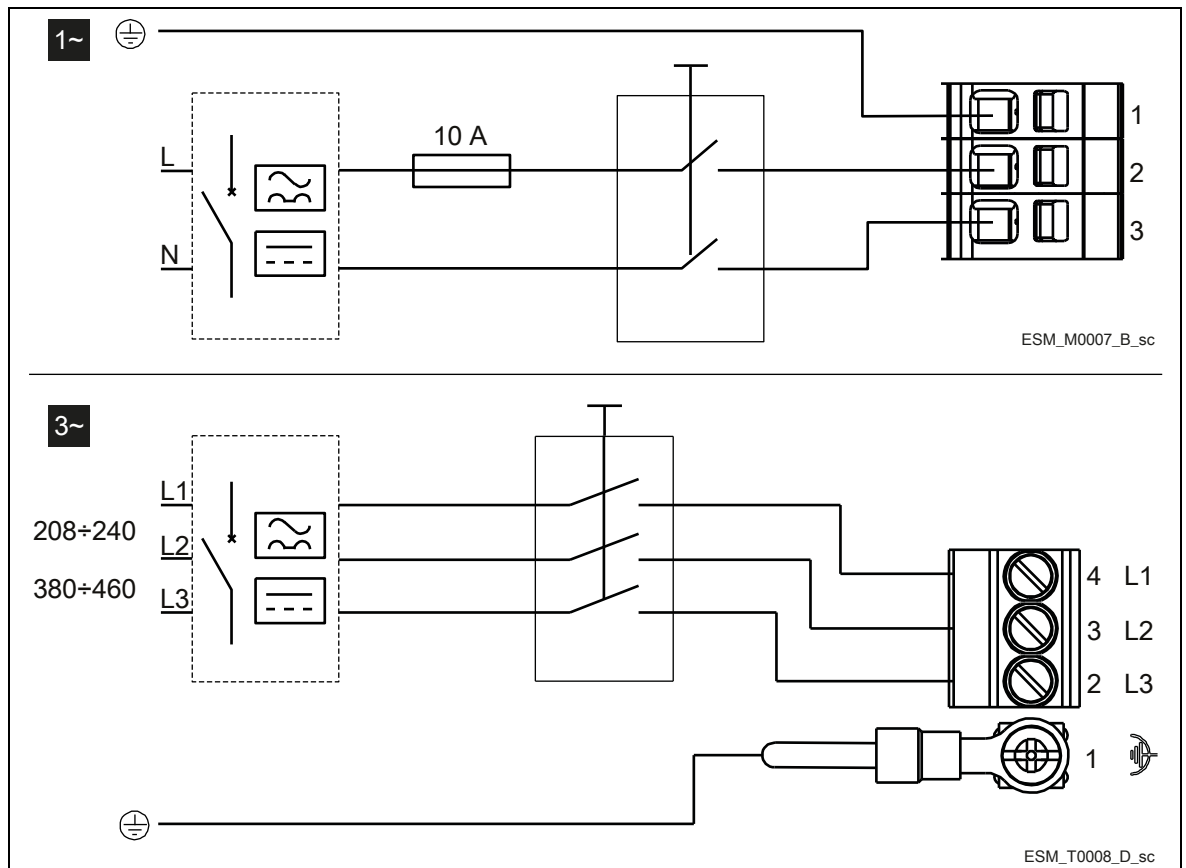 1~
10 A
L
N
1
2
3
ESM_M0007_B_sc
3~
L1
208÷240
L2
380÷460
L3
4 L1
3 L2
2 L3
1
ESM_T0008_D_sc